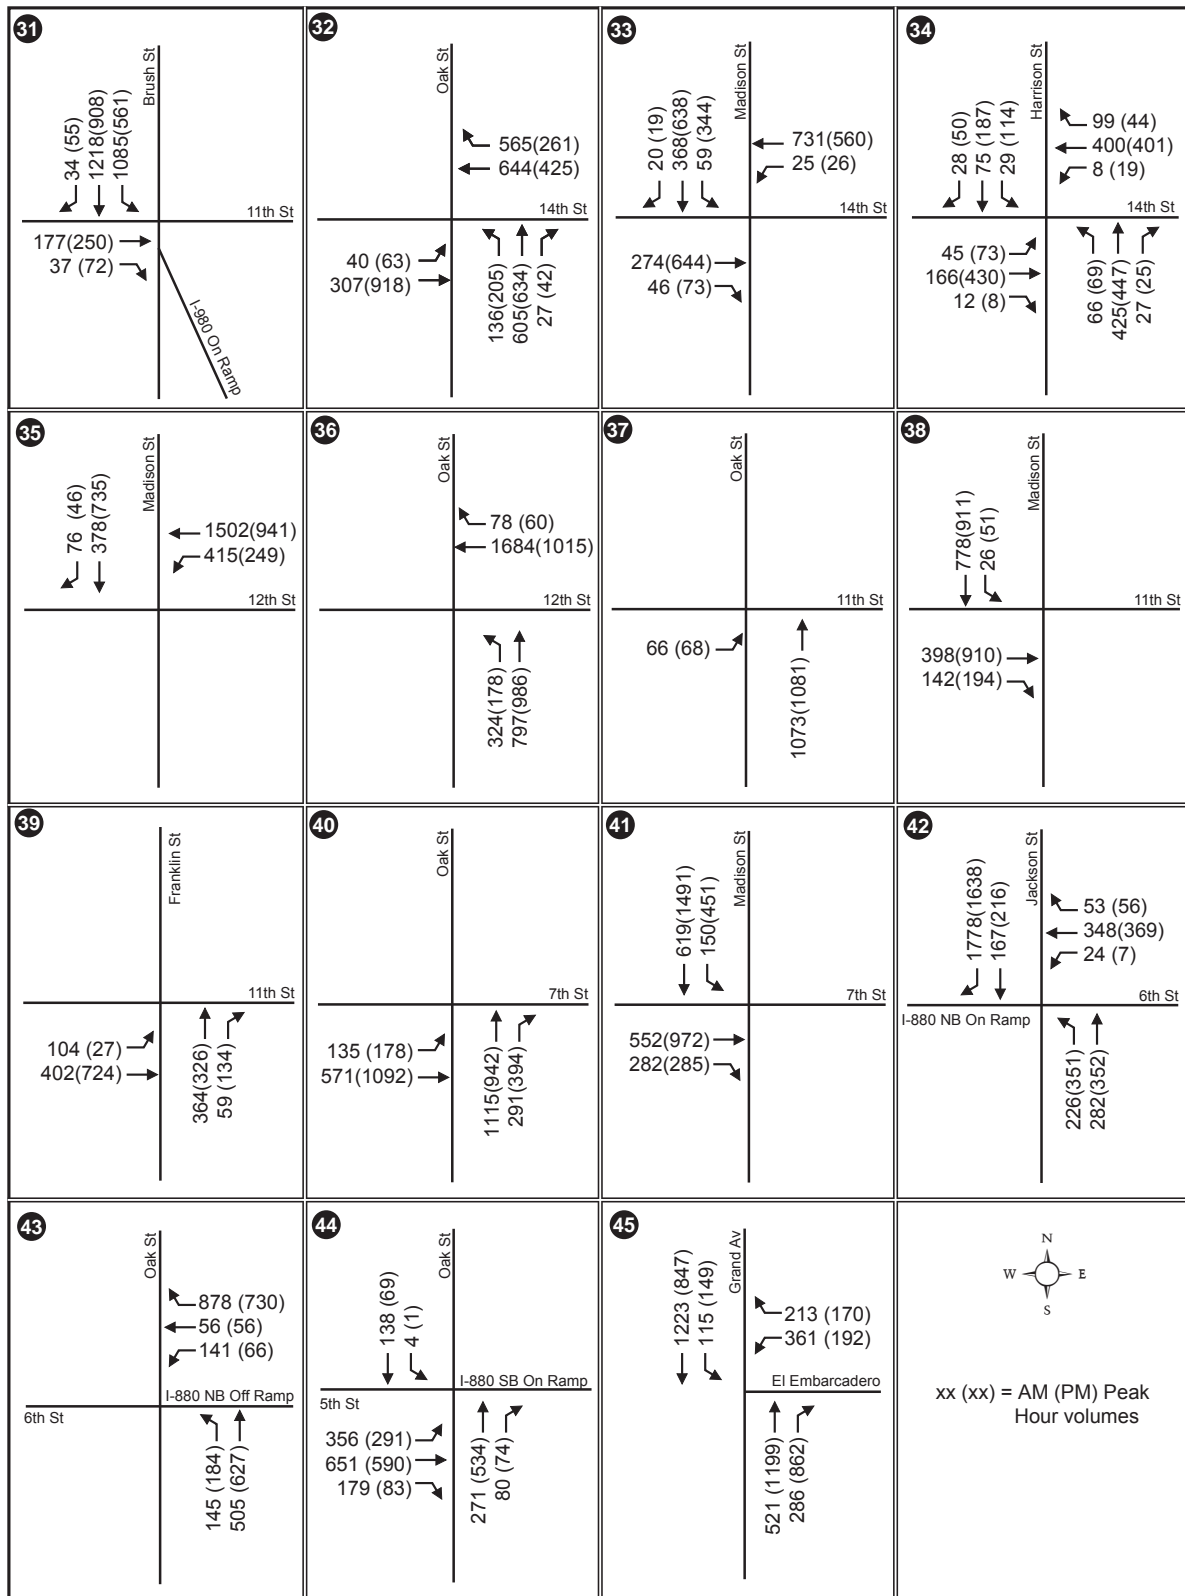 31
Brush St
34 (55)
1218(908)
1085(561)
11th St
177(250)
37 (72)
I-980 On Ramp
32
Oak St
565(261)
644(425)
14th St
40 (63)
307(918)
136(205)
605(634)
27 (42)
33
Madison St
20 (19)
368(638)
59 (344)
731(560)
25 (26)
14th St
274(644)
46 (73)
34
Harrison St
28 (50)
75 (187)
29 (114)
99 (44)
400(401)
8 (19)
14th St
45 (73)
166(430)
12 (8)
66 (69)
425(447)
27 (25)
35
Madison St
76 (46)
378(735)
1502(941)
415(249)
12th St
36
Oak St
78 (60)
1684(1015)
12th St
324(178)
797(986)
37
Oak St
11th St
66 (68)
1073(1081)
38
Madison St
778(911)
26 (51)
11th St
398(910)
142(194)
39
Franklin St
11th St
104 (27)
402(724)
364(326)
59 (134)
40
Oak St
7th St
135 (178)
571(1092)
1115(942)
291(394)
41
Madison St
619(1491)
150(451)
7th St
552(972)
282(285)
42
Jackson St
1778(1638)
167(216)
53 (56)
348(369)
24 (7)
6th St
I-880 NB On Ramp
226(351)
282(352)
43
Oak St
878 (730)
56 (56)
141 (66)
I-880 NB Off Ramp
6th St
145 (184)
505 (627)
44
Oak St
138 (69)
4 (1)
I-880 SB On Ramp
5th St
356 (291)
651 (590)
179 (83)
271 (534)
80 (74)
45
Grand Av
1223 (847)
115 (149)
213 (170)
361 (192)
El Embarcadero
521 (1199)
286 (862)
N
W
E
S
xx (xx) = AM (PM) Peak
Hour volumes